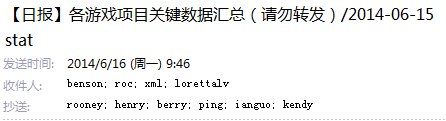 【日报】各游戏项目关键数据汇总（请勿转发）/2014-06-15
stat
发送时间: 2014/6/16 (周一) 9:46
收件人: benson; roc; xml; lorettalv
抄送: rooney; henry; berry; ping; ianguo; kendy